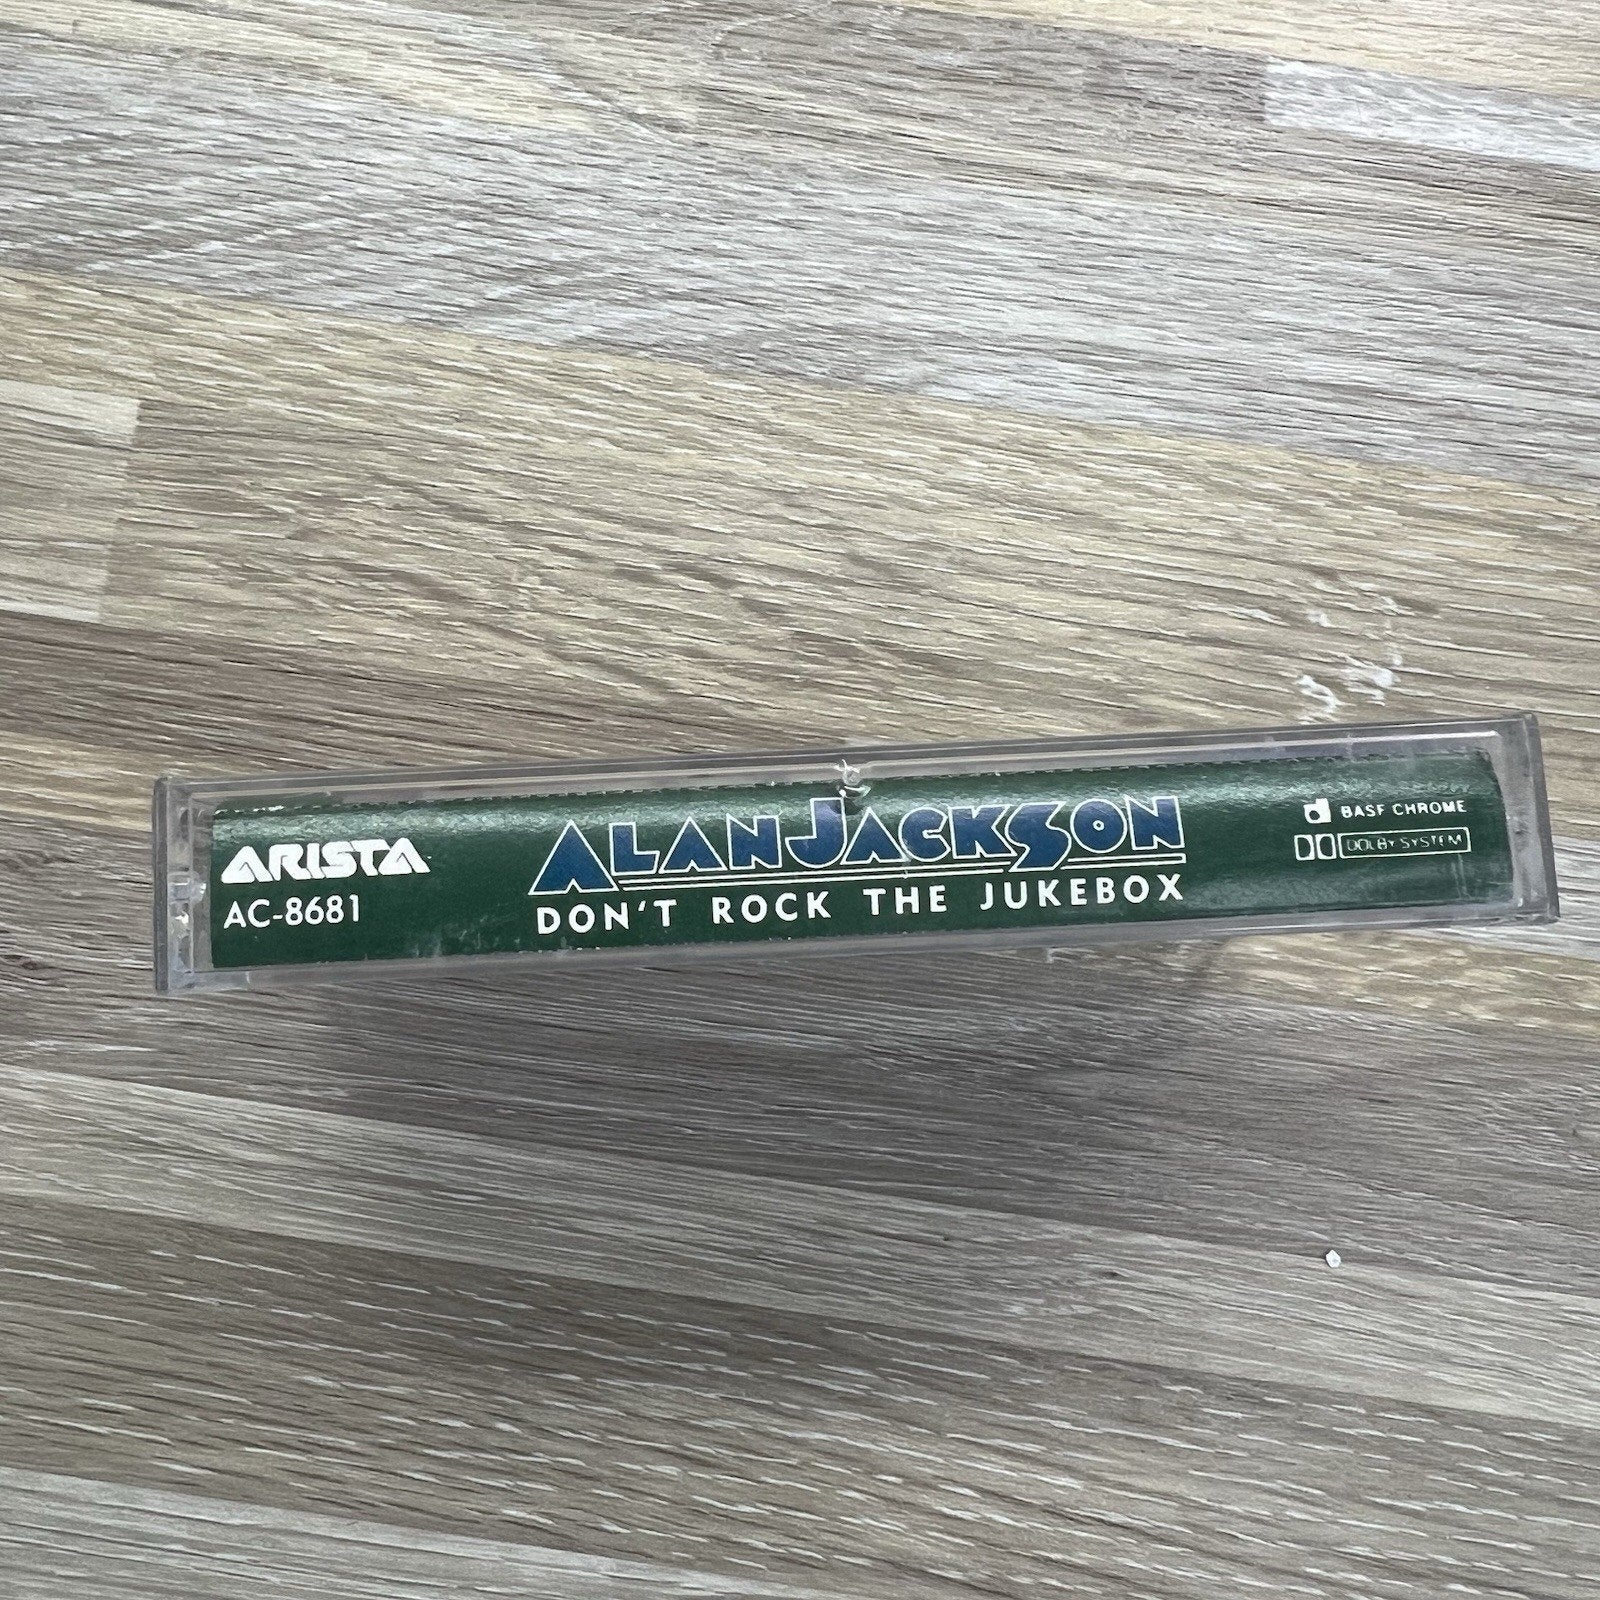 ARISTA
AC-8681
ALAN JACKSON
DON'T ROCK THE JUKEBOX
BASF CHROME
DOLBY SYSTEM